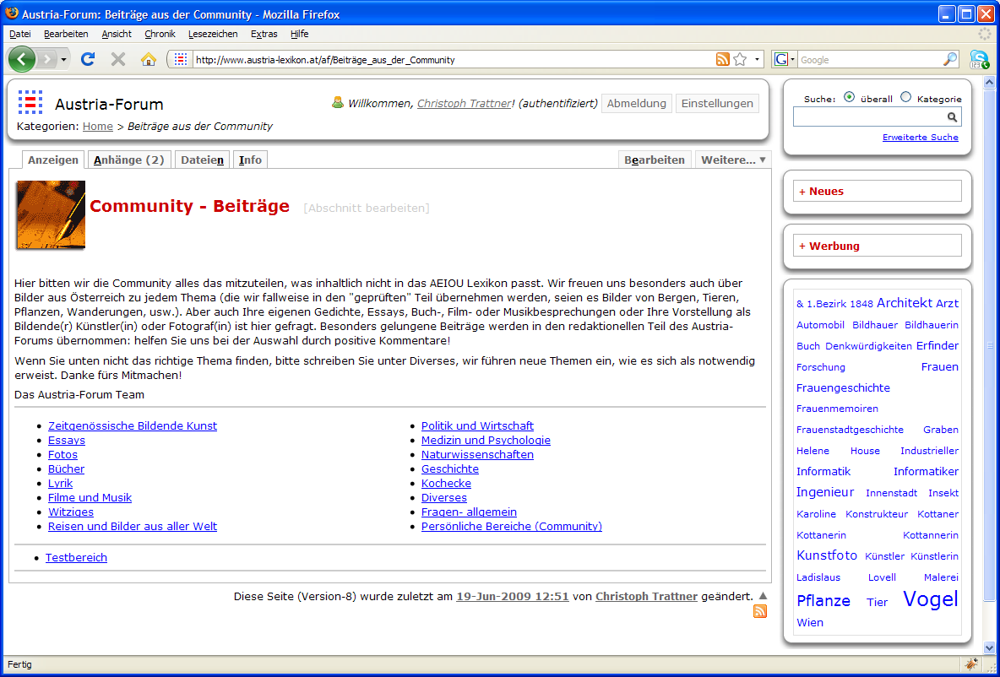 Austria-Forum: Beiträge aus der Community - Mozilla Firefox
Datei Bearbeiten Ansicht Chronik Lesezeichen Extras Hilfe
http://www.austria-lexikon.at/af/Beiträge_aus_der_Community
G Google
123
Austria-Forum
Willkommen, Christoph Trattner! (authentifiziert) Abmeldung Einstellungen
Kategorien: Home > Beiträge aus der Community
Suche: überall Kategorie
Erweiterte Suche
Anzeigen Anhänge (2) Dateien Info Bearbeiten Weitere... ▼
Community - Beiträge [Abschnitt bearbeiten]
Hier bitten wir die Community alles das mitzuteilen, was inhaltlich nicht in das AEIOU Lexikon passt. Wir freuen uns besonders auch über
Bilder aus Österreich zu jedem Thema (die wir fallweise in den "geprüften" Teil übernehmen werden, seien es Bilder von Bergen, Tieren,
Pflanzen, Wanderungen, usw.). Aber auch Ihre eigenen Gedichte, Essays, Buch-, Film- oder Musikbesprechungen oder Ihre Vorstellung als
Bildende(r) Künstler(in) oder Fotograf(in) ist hier gefragt. Besonders gelungene Beiträge werden in den redaktionellen Teil des Austria-
Forums übernommen: helfen Sie uns bei der Auswahl durch positive Kommentare!
Wenn Sie unten nicht das richtige Thema finden, bitte schreiben Sie unter Diverses, wir führen neue Themen ein, wie es sich als notwendig
erweist. Danke fürs Mitmachen!
Das Austria-Forum Team
• Zeitgenössische Bildende Kunst
• Essays
• Fotos
• Bücher
• Lyrik
• Filme und Musik
• Witziges
• Reisen und Bilder aus aller Welt
• Politik und Wirtschaft
• Medizin und Psychologie
• Naturwissenschaften
• Geschichte
• Kochecke
• Diverses
• Fragen- allgemein
• Persönliche Bereiche (Community)
• Testbereich
Diese Seite (Version-8) wurde zuletzt am 19-Jun-2009 12:51 von Christoph Trattner geändert. ▲
+ Neues
+ Werbung
& 1.Bezirk 1848 Architekt Arzt
Automobil Bildhauer Bildhauerin
Buch Denkwürdigkeiten Erfinder
Forschung Frauen
Frauengeschichte
Frauenmemoiren
Frauenstadtgeschichte Graben
Helene House Industrieller
Informatik Informatiker
Ingenieur Innenstadt Insekt
Karoline Konstrukteur Kottaner
Kottanerin Kottannerin
Kunstfoto Künstler Künstlerin
Ladislaus Lovell Malerei
Pflanze Tier Vogel
Wien
Fertig